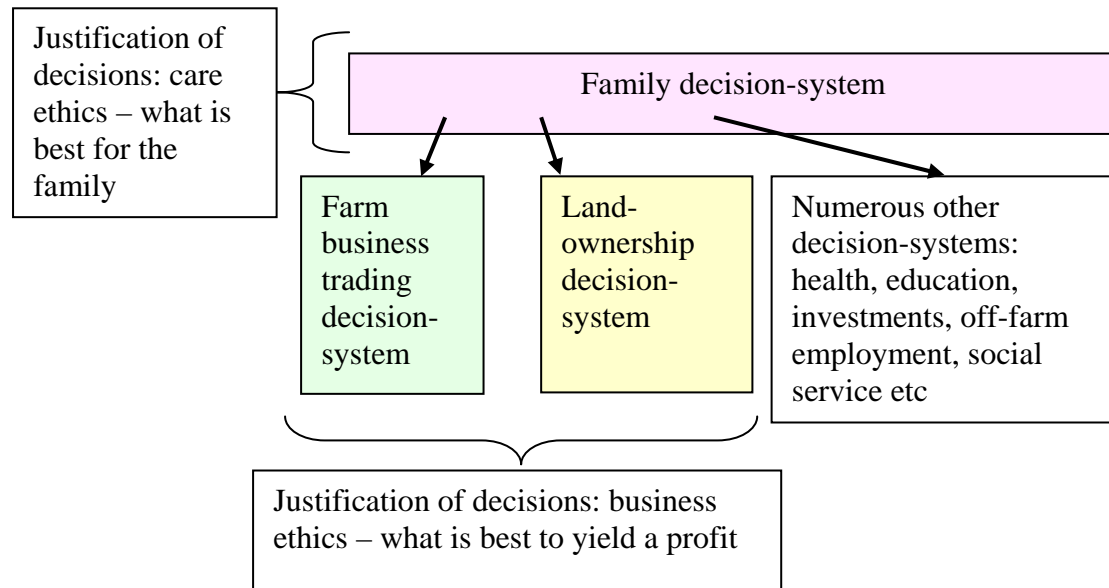 Justification of
decisions: care
ethics – what is
best for the
family
Family decision-system
Farm
business
trading
decision-
system
Land-
ownership
decision-
system
Numerous other
decision-systems:
health, education,
investments, off-farm
employment, social
service etc
Justification of decisions: business
ethics – what is best to yield a profit